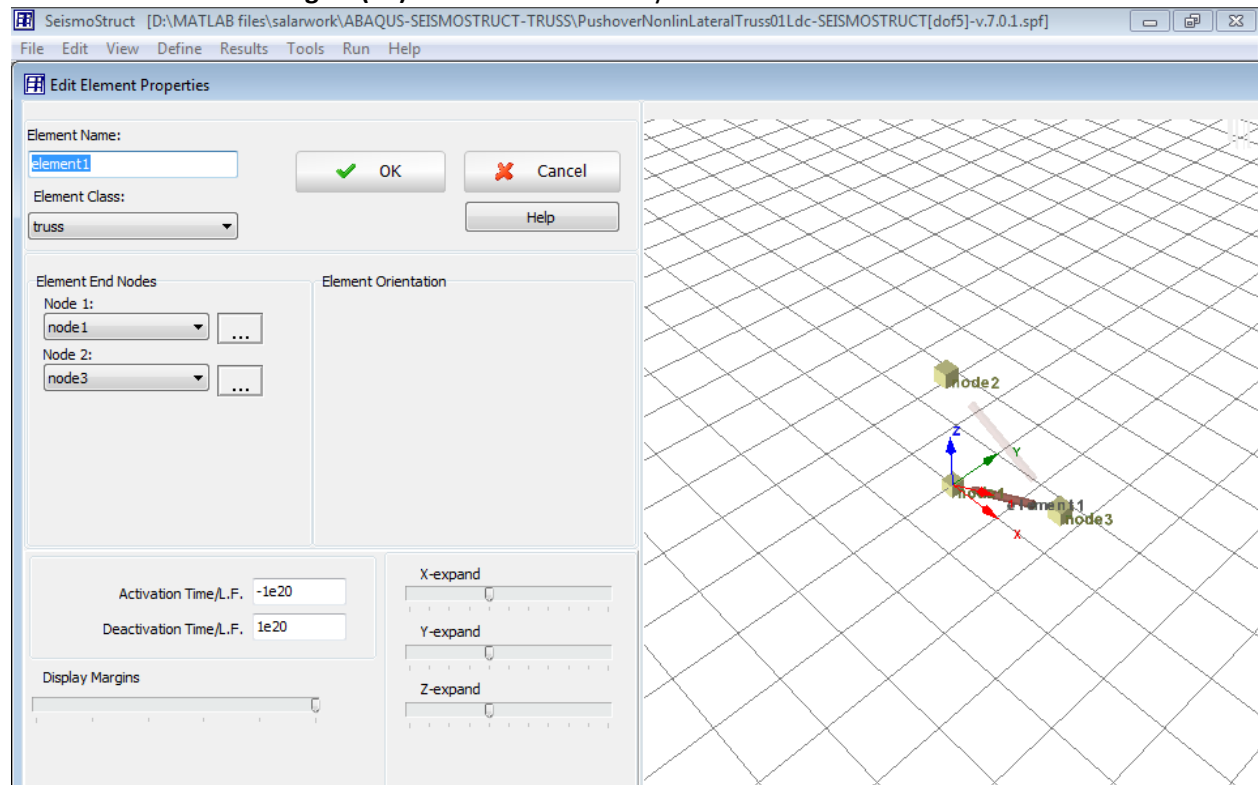 SeismoStruct [D:\MATLAB files\salarwork\ABAQUS-SEISMOSTRUCT-TRUSS\PushoverNonlinLateralTruss01Ldc-SEISMOSTRUCT[dof5]-v.7.0.1.spf]
File Edit View Define Results Tools Run Help
Edit Element Properties
Element Name:
element1
OK
Cancel
Element Class:
truss
Help
Element End Nodes
Element Orientation
Node 1:
node1
...
Node 2:
node3
...
Activation Time/L.F. -1e20
Deactivation Time/L.F. 1e20
Display Margins
X-expand
Y-expand
Z-expand
node2
Z
Y
element1
node3
X